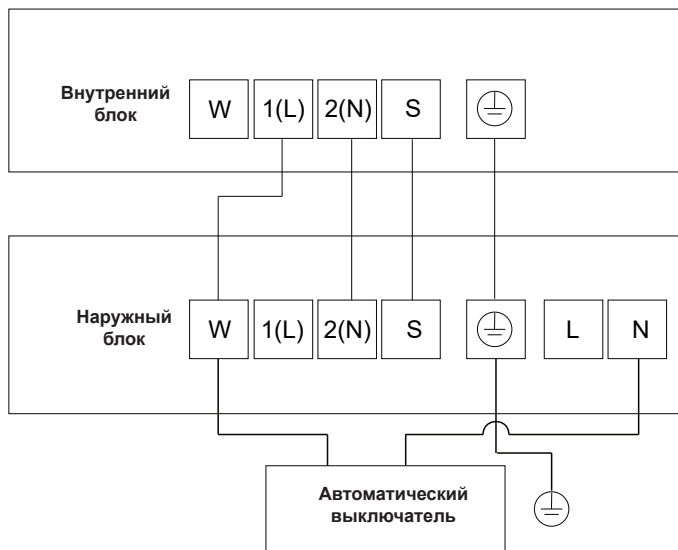 Внутренний
блок
W 1(L) 2(N) S
Наружный
блок
W 1(L) 2(N) S L N
Автоматический
выключатель